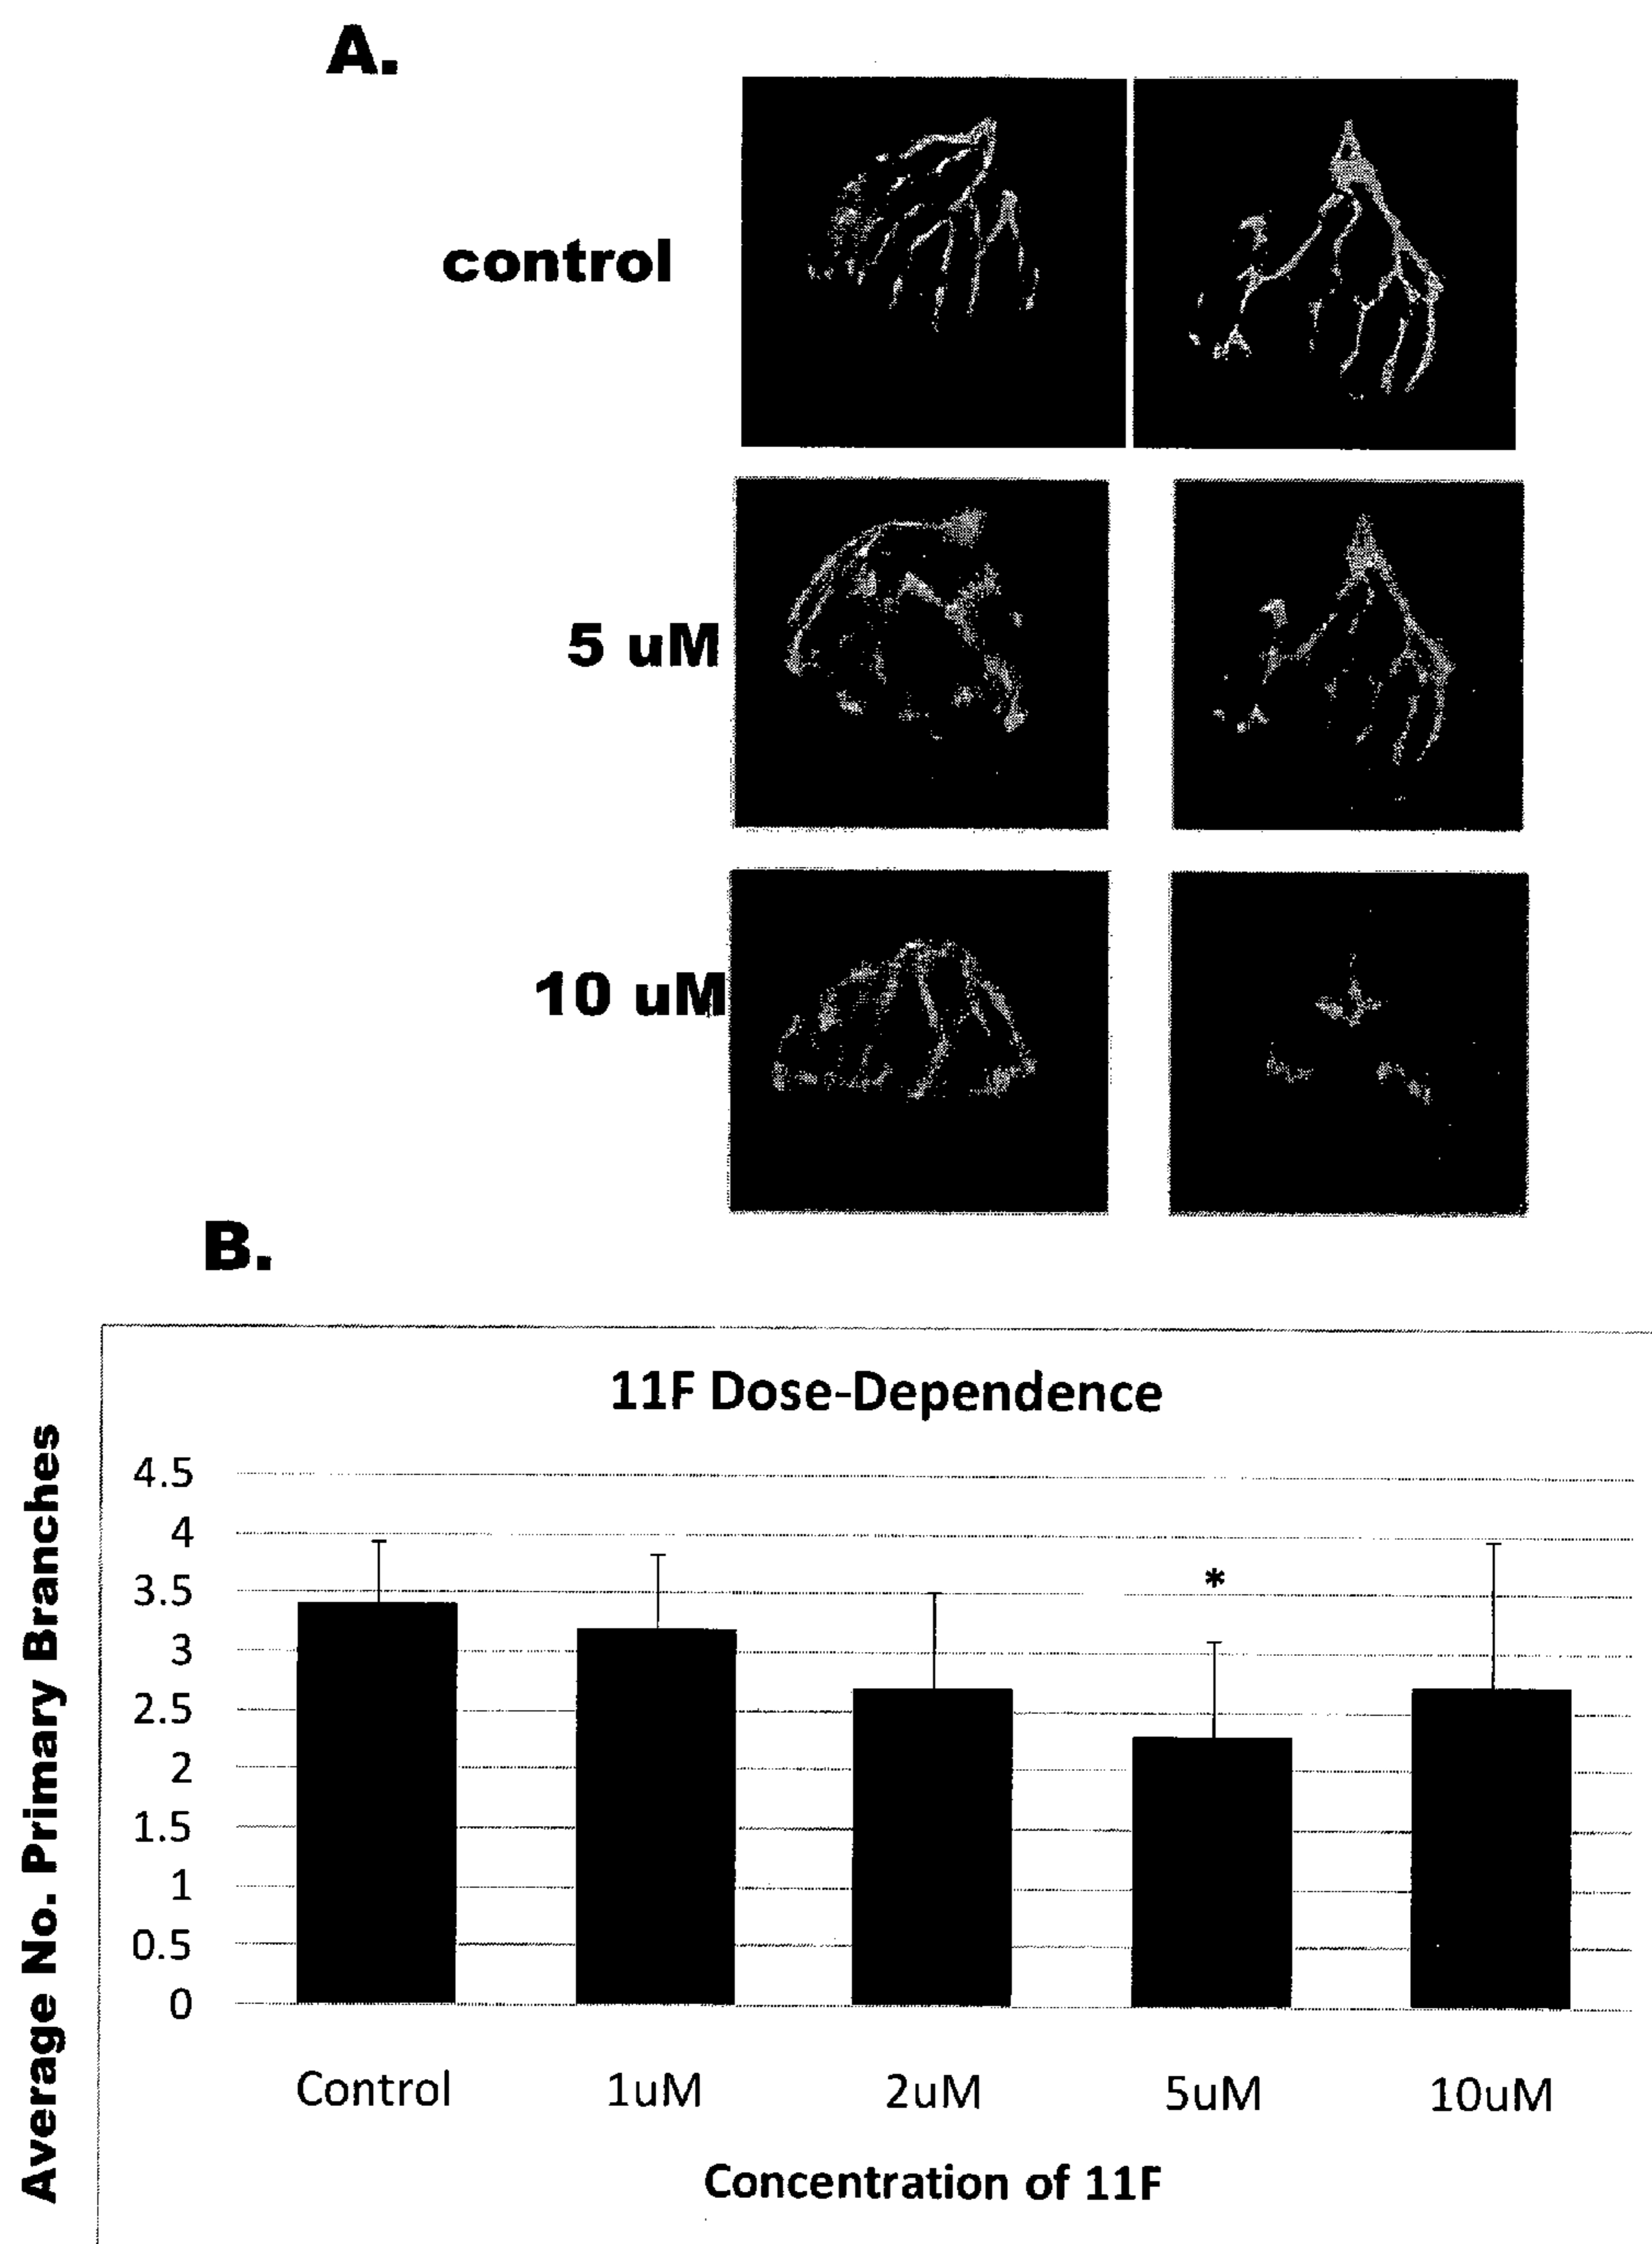 A.
control
5 uM
10 uM
B.
11F Dose-Dependence
Average No. Primary Branches
4.5
4
3.5
*
3
2.5
2
1.5
1
0.5
0
Control 1uM 2uM 5uM 10uM
Concentration of 11F